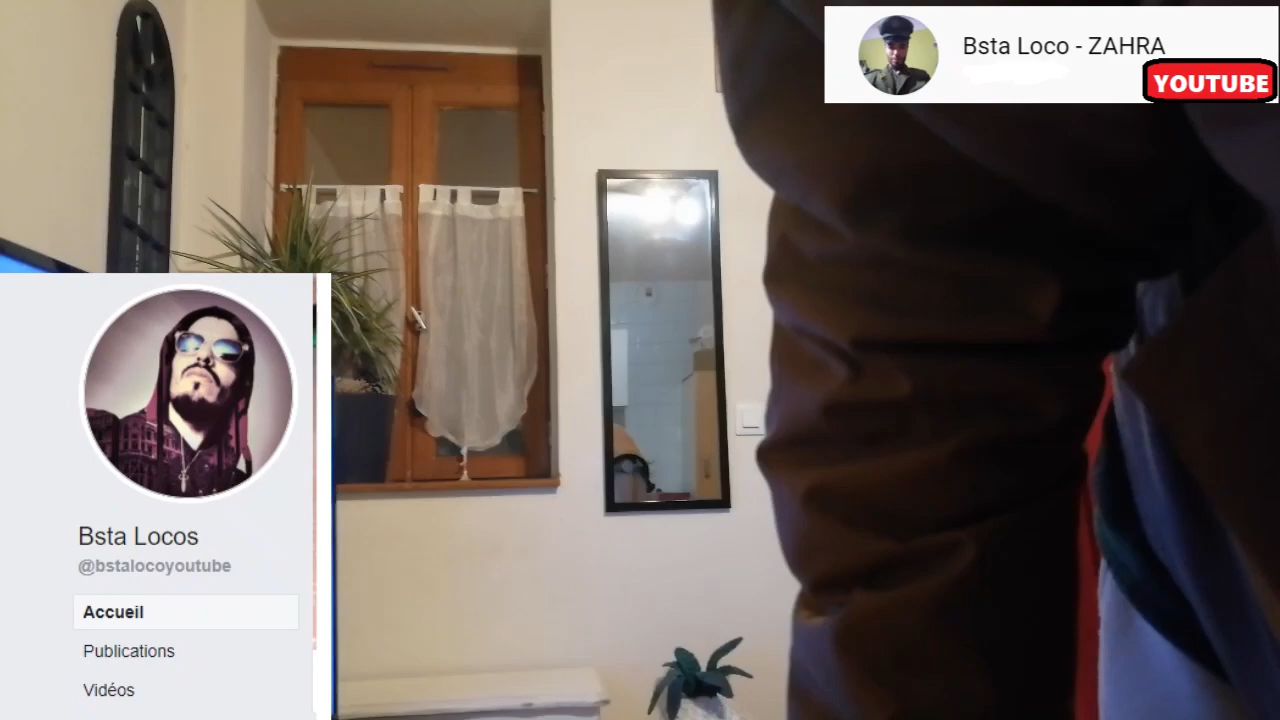 Bsta Loco - ZAHRA
YOUTUBE
Bsta Locos
@bstalocoyoutube
Accueil
Publications
Vidéos